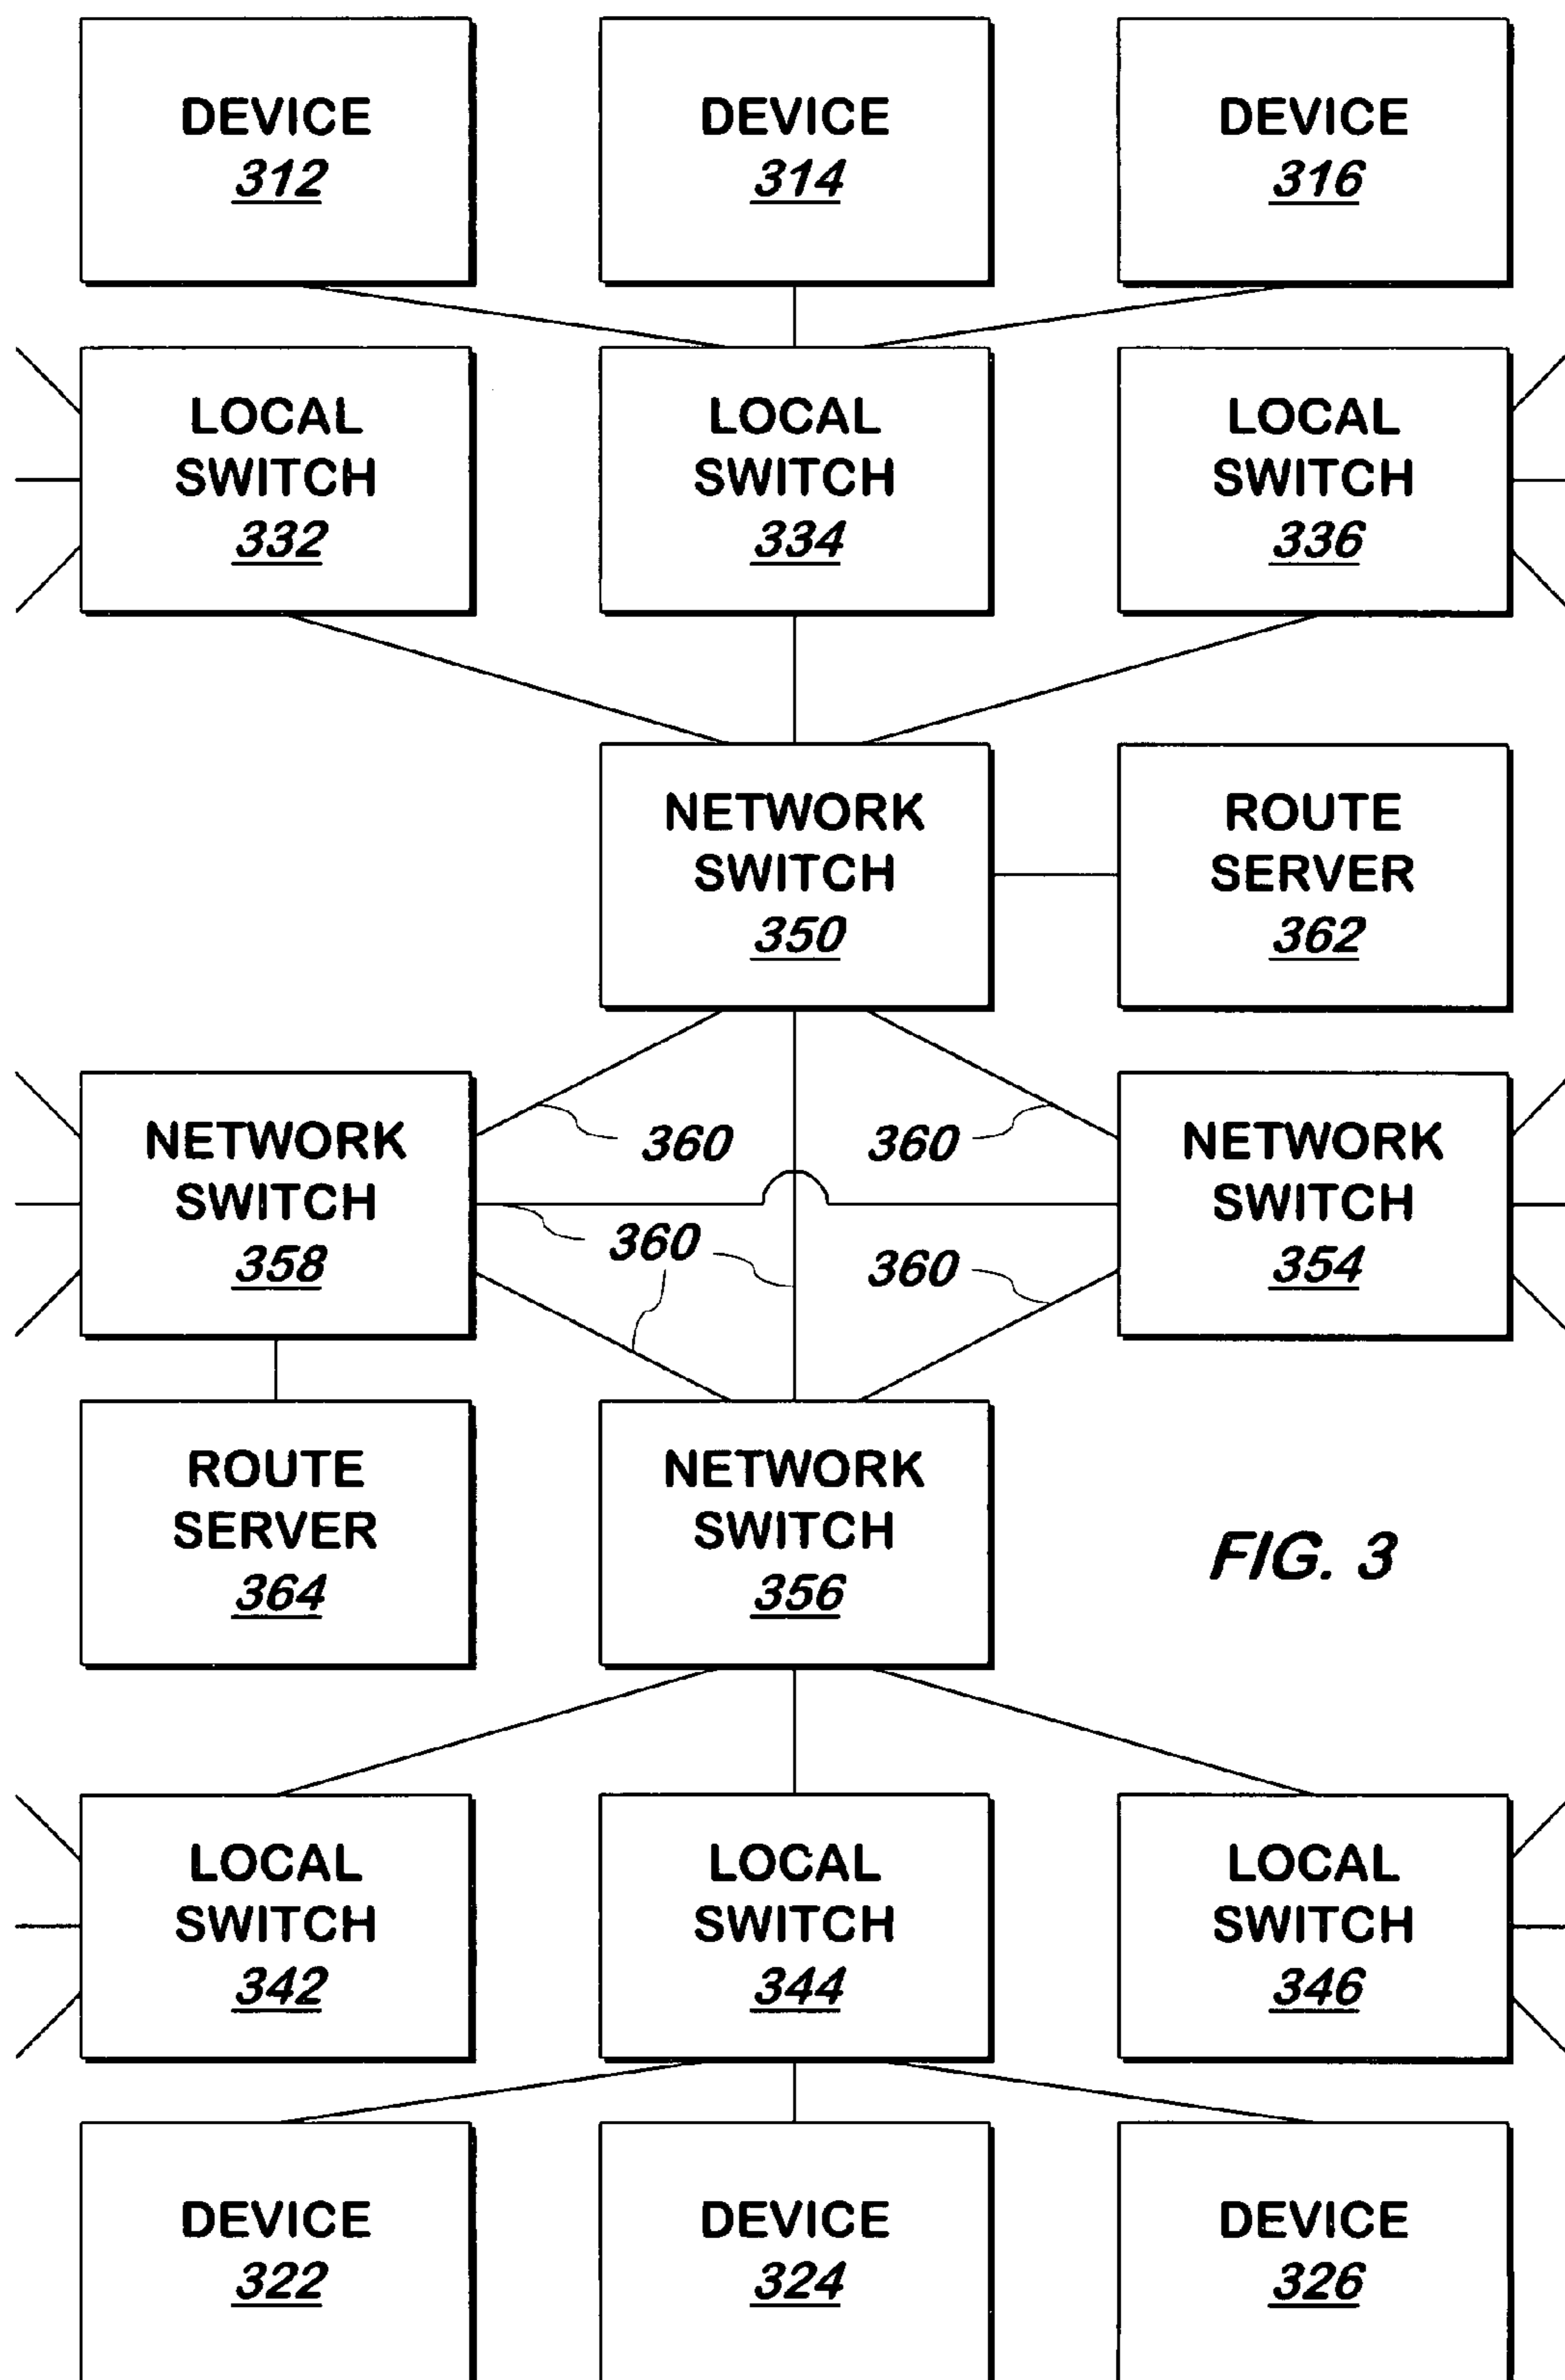 DEVICE
312
DEVICE
314
DEVICE
316
LOCAL
SWITCH
332
LOCAL
SWITCH
334
LOCAL
SWITCH
336
NETWORK
SWITCH
350
ROUTE
SERVER
362
NETWORK
SWITCH
358
360
360
360
360
NETWORK
SWITCH
354
ROUTE
SERVER
364
NETWORK
SWITCH
356
FIG. 3
LOCAL
SWITCH
342
LOCAL
SWITCH
344
LOCAL
SWITCH
346
DEVICE
322
DEVICE
324
DEVICE
326